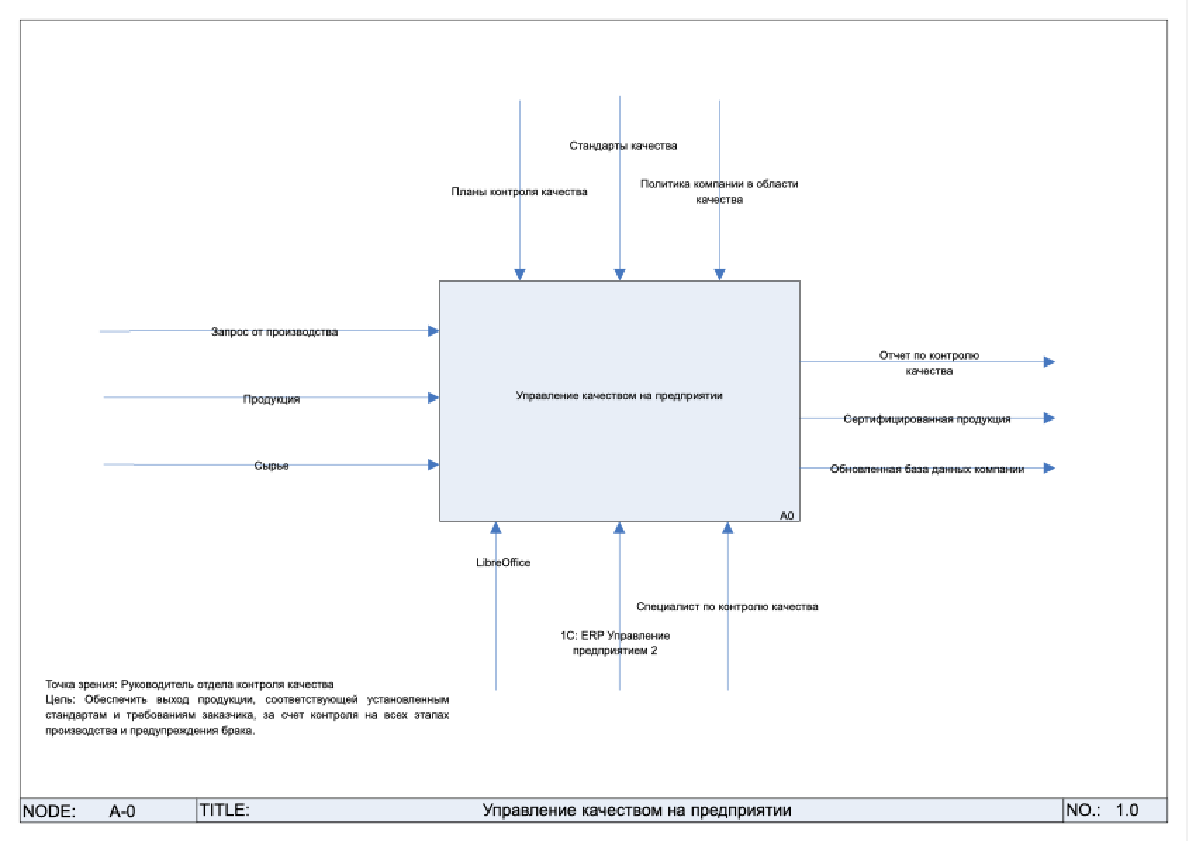 Стандарты качества
Планы контроля качества
Политика компании в области
качества
Запрос от производства
Продукция
Сырье
Управление качеством на предприятии
A0
Отчет по контролю
качества
Сертифицированная продукция
Обновленная база данных компании
LibreOffice
Специалист по контролю качества
1С: ERP Управление
предприятием 2
Точка зрения: Руководитель отдела контроля качества
Цель: Обеспечить выход продукции, соответствующей установленным
стандартам и требованиям заказчика, за счет контроля на всех этапах
производства и предупреждения брака.
NODE: A-0 TITLE: Управление качеством на предприятии NO.: 1.0